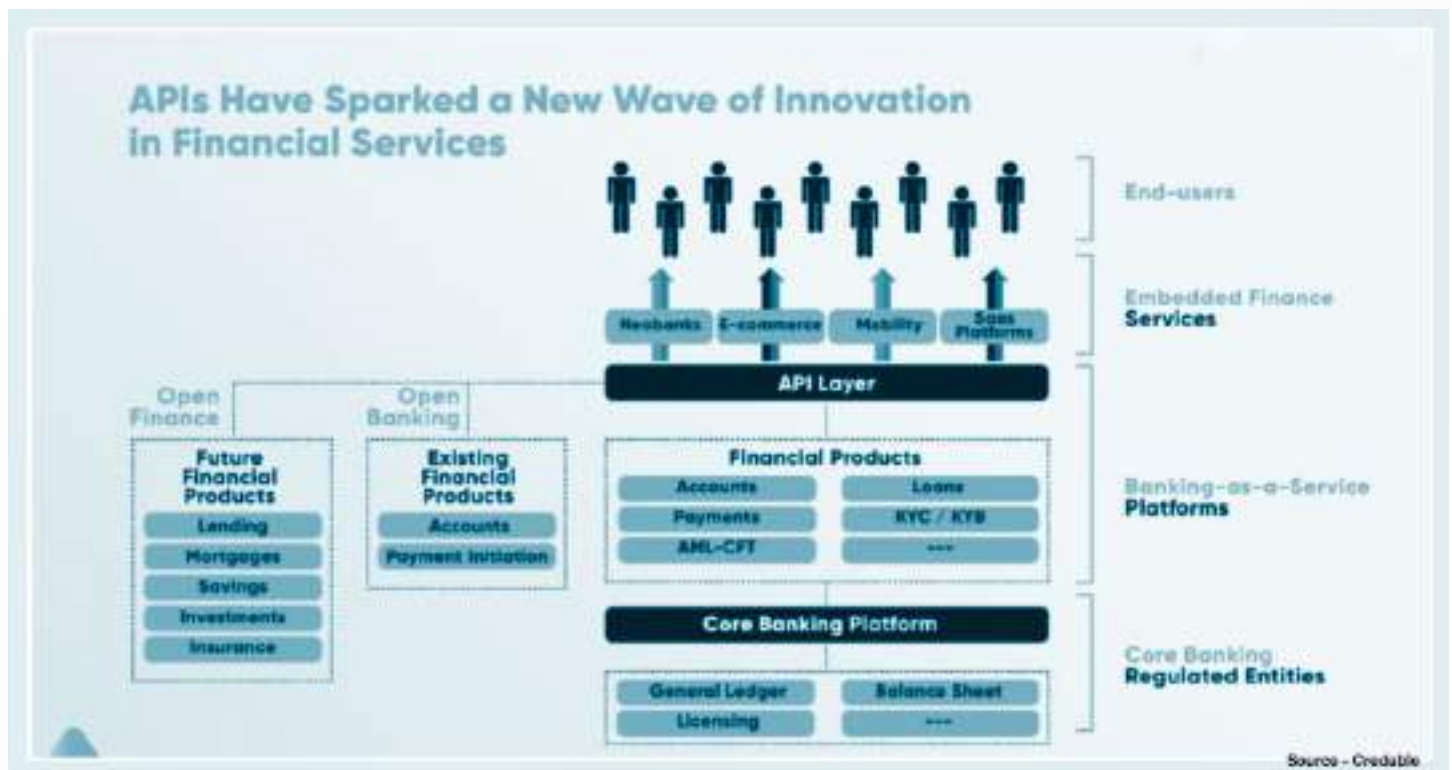 APIs Have Sparked a New Wave of Innovation
in Financial Services
End-users
Embedded Finance
Services
Neobanks
E-commerce
Mobility
Saas
Platforms
API Layer
Open
Finance
Open
Banking
Future
Financial
Products
Lending
Mortgages
Savings
Investments
Insurance
Existing
Financial
Products
Accounts
Payment Initiation
Financial Products
Accounts
Loans
Payments
KYC / KYB
AML-CFT
---
Banking-as-a-Service
Platforms
Core Banking Platform
General Ledger
Balance Sheet
Licensing
---
Core Banking
Regulated Entities
Source - Credable